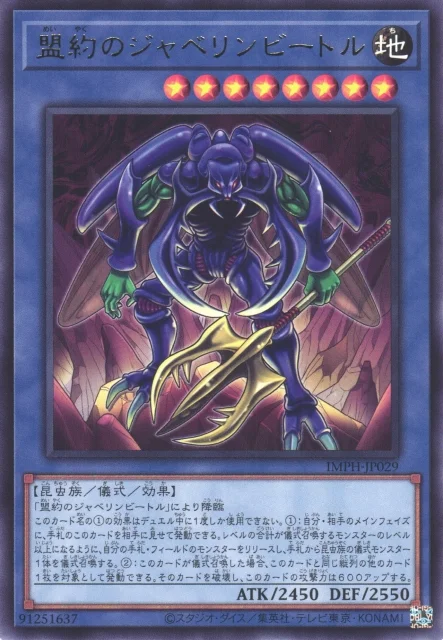 盟約のジャベリンビートル 地
IMPH-JP029
【昆虫族／儀式／効果】
「盟約のジャベリンビートル」により降臨
このカード名の①の効果はデュエル中に１度しか使用できない。①：自分・相手のメインフェイズ
に、手札のこのカードを相手に見せて発動できる。レベルの合計が儀式召喚するモンスターのレベル
以上になるように、自分の手札・フィールドのモンスターをリリースし、手札から昆虫族の儀式モンスター
１体を儀式召喚する。②：このカードが儀式召喚した場合、このカードと同じ縦列の他のカード
１枚を対象として発動できる。そのカードを破壊し、このカードの攻撃力は６００アップする。
ATK/2450 DEF/2550
91251637 ©スタジオ・ダイス／集英社・テレビ東京・KONAMI